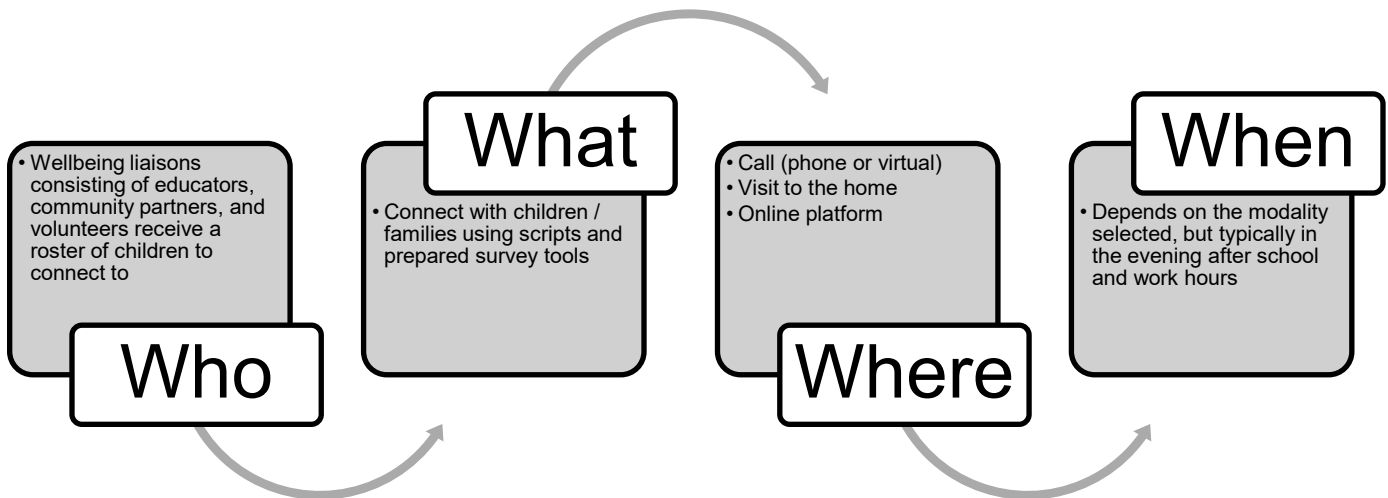 • Wellbeing liaisons
consisting of educators,
community partners, and
volunteers receive a
roster of children to
connect to
Who
What
• Connect with children /
families using scripts and
prepared survey tools
• Call (phone or virtual)
• Visit to the home
• Online platform
Where
When
• Depends on the modality
selected, but typically in
the evening after school
and work hours